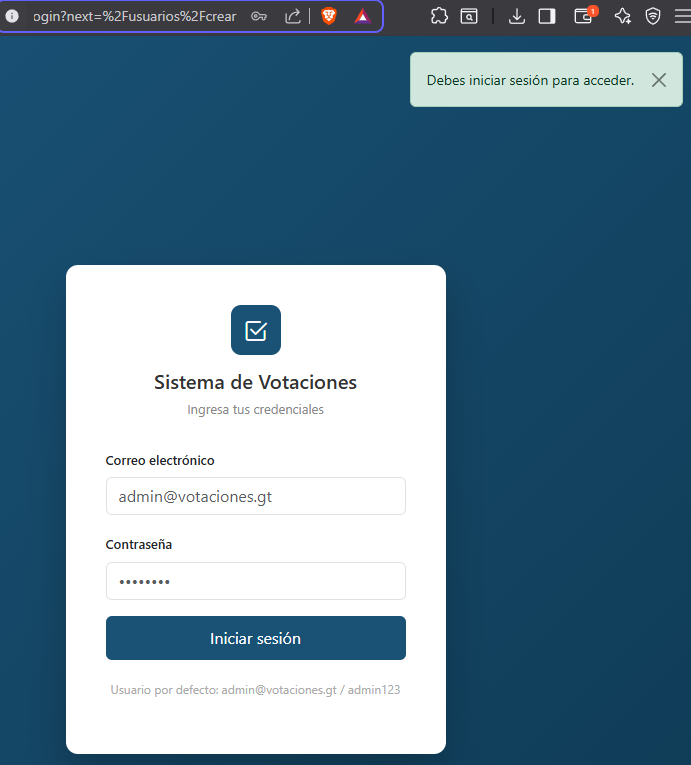 ogin?next=%2Fusuarios%2Fcrear
1
Debes iniciar sesión para acceder.
Sistema de Votaciones
Ingresa tus credenciales
Correo electrónico
admin@votaciones.gt
Contraseña
••••••••
Iniciar sesión
Usuario por defecto: admin@votaciones.gt / admin123